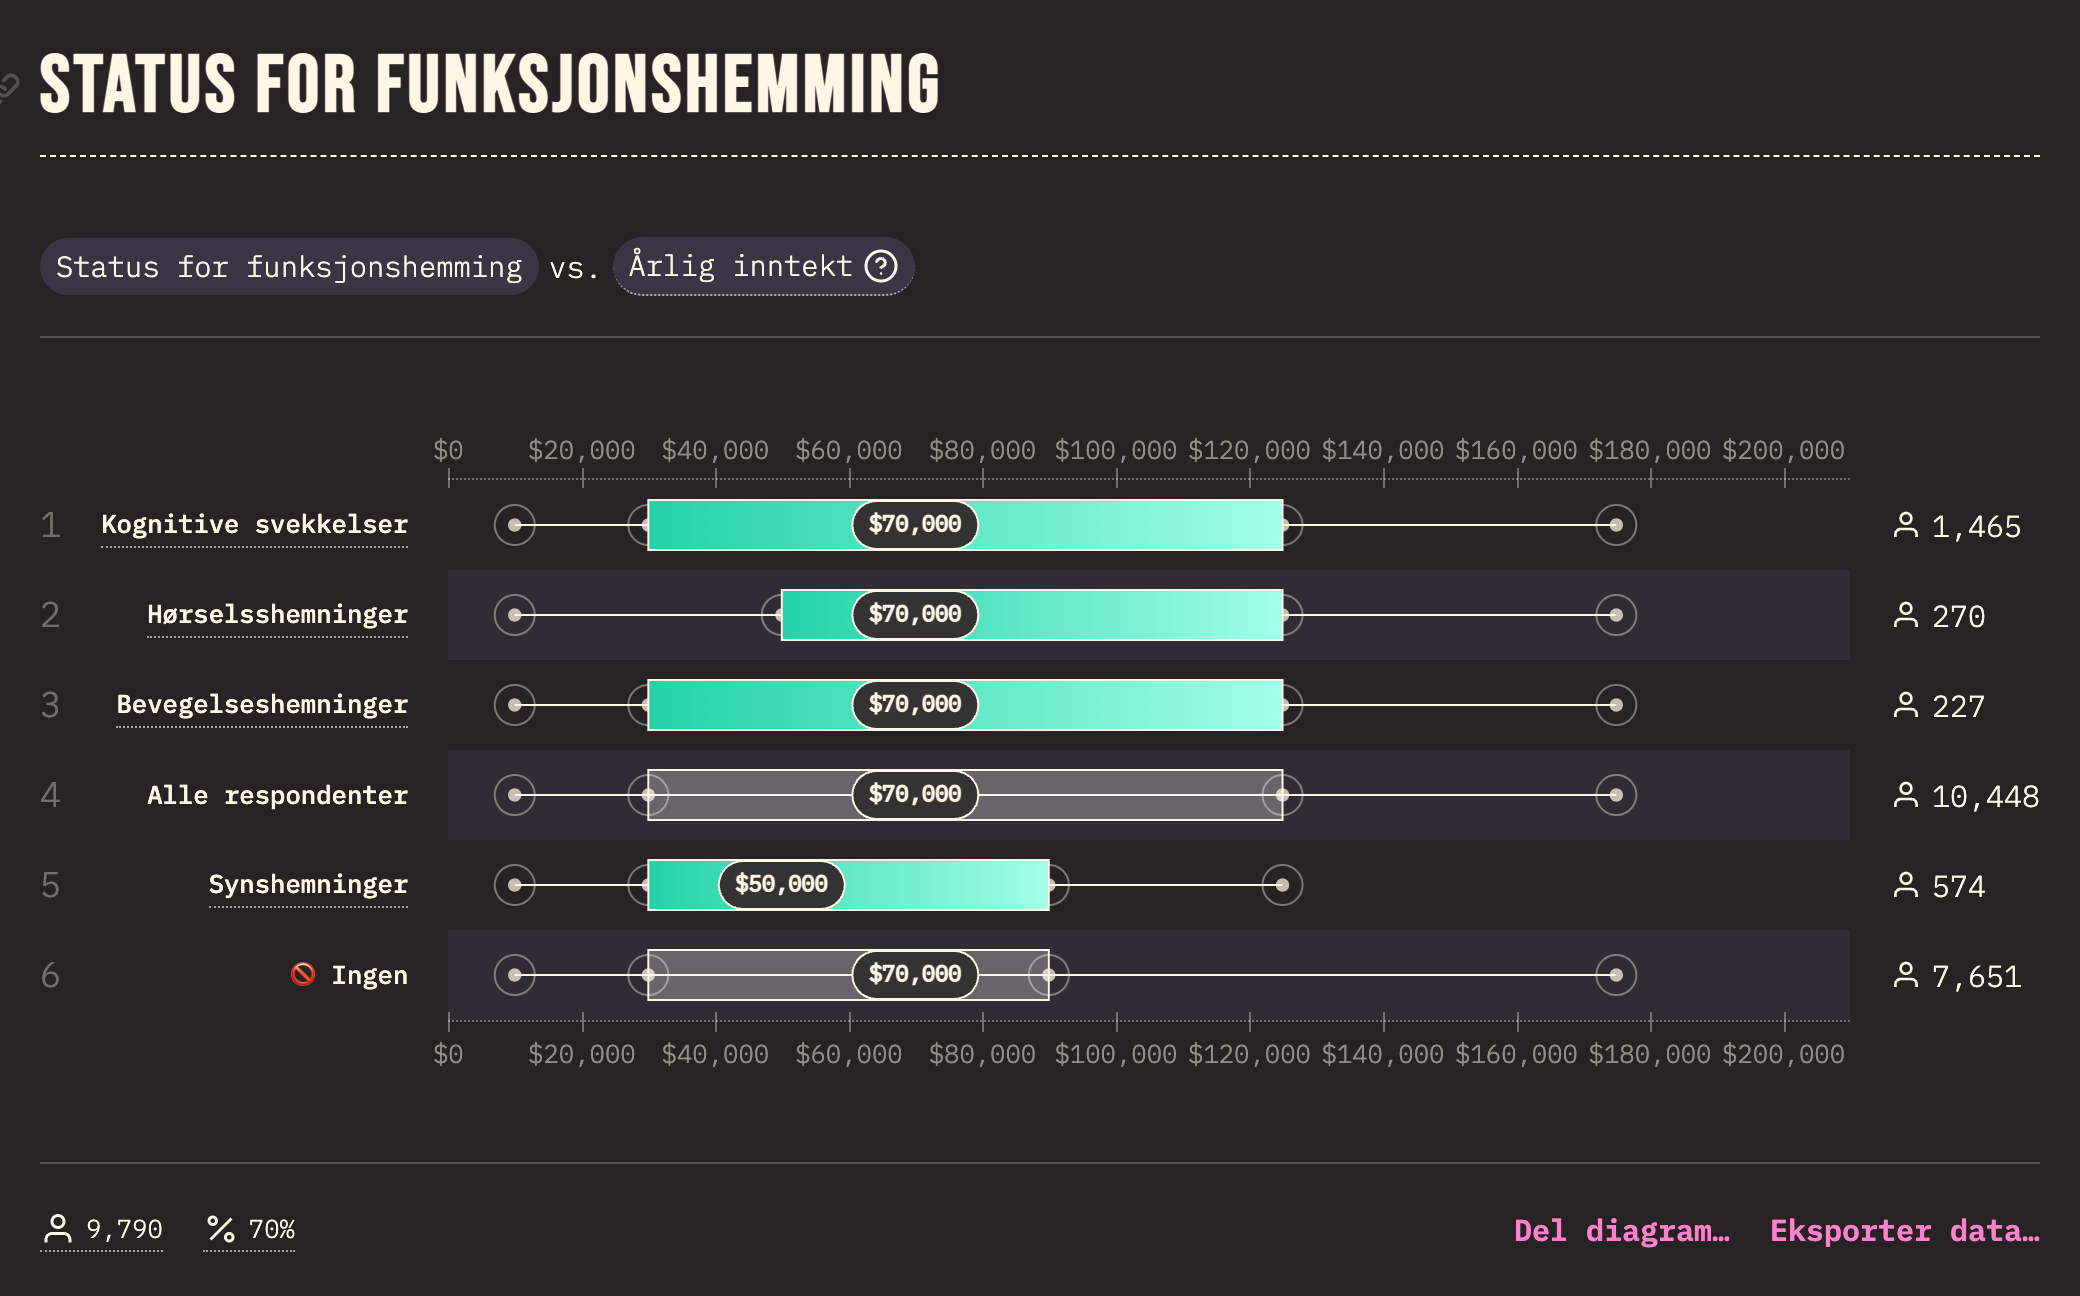 STATUS FOR FUNKSJONSHEMMING
Status for funksjonshemming vs. Årlig inntekt
$0 $20,000 $40,000 $60,000 $80,000 $100,000 $120,000 $140,000 $160,000 $180,000 $200,000
1 Kognitive svekkelser $70,000 1,465
2 Hørselsshemninger $70,000 270
3 Bevegelseshemninger $70,000 227
4 Alle respondenter $70,000 10,448
5 Synshemninger $50,000 574
6 Ingen $70,000 7,651
$0 $20,000 $40,000 $60,000 $80,000 $100,000 $120,000 $140,000 $160,000 $180,000 $200,000
9,790 70% Del diagram… Eksporter data…